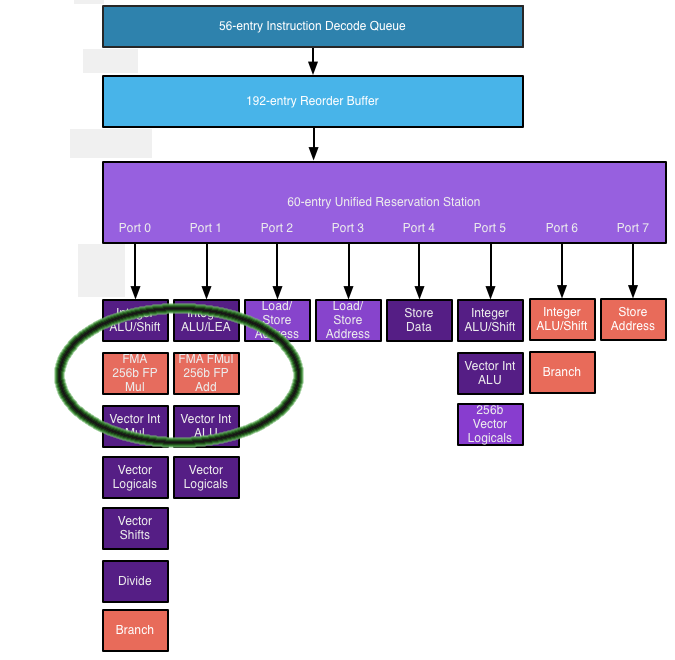 56-entry Instruction Decode Queue
192-entry Reorder Buffer
60-entry Unified Reservation Station
Port 0 Port 1 Port 2 Port 3 Port 4 Port 5 Port 6 Port 7
Integer
ALU/Shift
Integer
ALU/LEA
Load/
Store
Address
Load/
Store
Address
Store
Data
Integer
ALU/Shift
Integer
ALU/Shift
Store
Address
FMA
256b FP
Mul
FMA FMul
256b FP
Add
Vector Int
ALU
Branch
Vector Int
Mul
Vector Int
ALU
256b
Vector
Logicals
Vector
Logicals
Vector
Logicals
Vector
Shifts
Divide
Branch